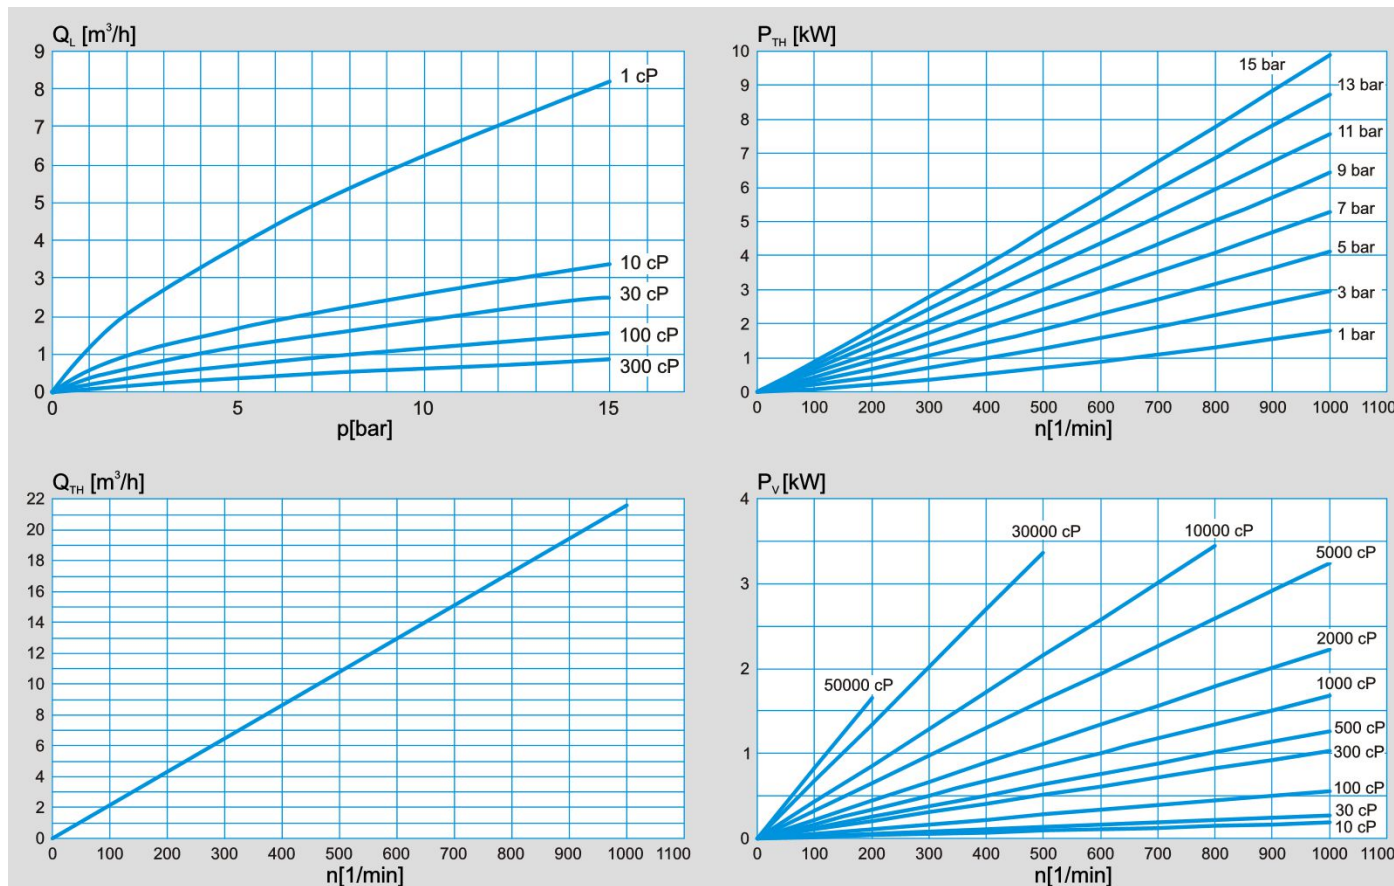 Q_L [m³/h]
9
8
7
6
5
4
3
2
1
0
1 cP
10 cP
30 cP
100 cP
300 cP
0 5 10 15
p[bar]
P_TH [kW]
10
9
8
7
6
5
4
3
2
1
0
15 bar
13 bar
11 bar
9 bar
7 bar
5 bar
3 bar
1 bar
0 100 200 300 400 500 600 700 800 900 1000 1100
n[1/min]
Q_TH [m³/h]
22
20
18
16
14
12
10
8
6
4
2
0
0 100 200 300 400 500 600 700 800 900 1000 1100
n[1/min]
P_V [kW]
4
3
2
1
0
50000 cP
30000 cP
10000 cP
5000 cP
2000 cP
1000 cP
500 cP
300 cP
100 cP
30 cP
10 cP
0 100 200 300 400 500 600 700 800 900 1000 1100
n[1/min]